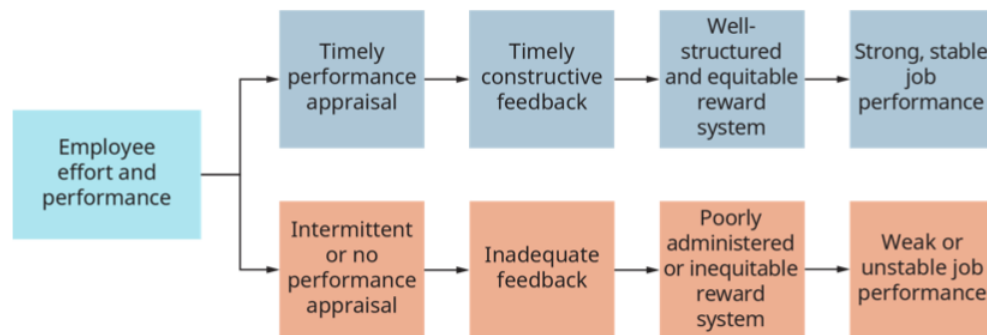 Employee
effort and
performance
Timely
performance
appraisal
Timely
constructive
feedback
Well-
structured
and equitable
reward
system
Strong, stable
job
performance
Intermittent
or no
performance
appraisal
Inadequate
feedback
Poorly
administered
or inequitable
reward
system
Weak or
unstable job
performance